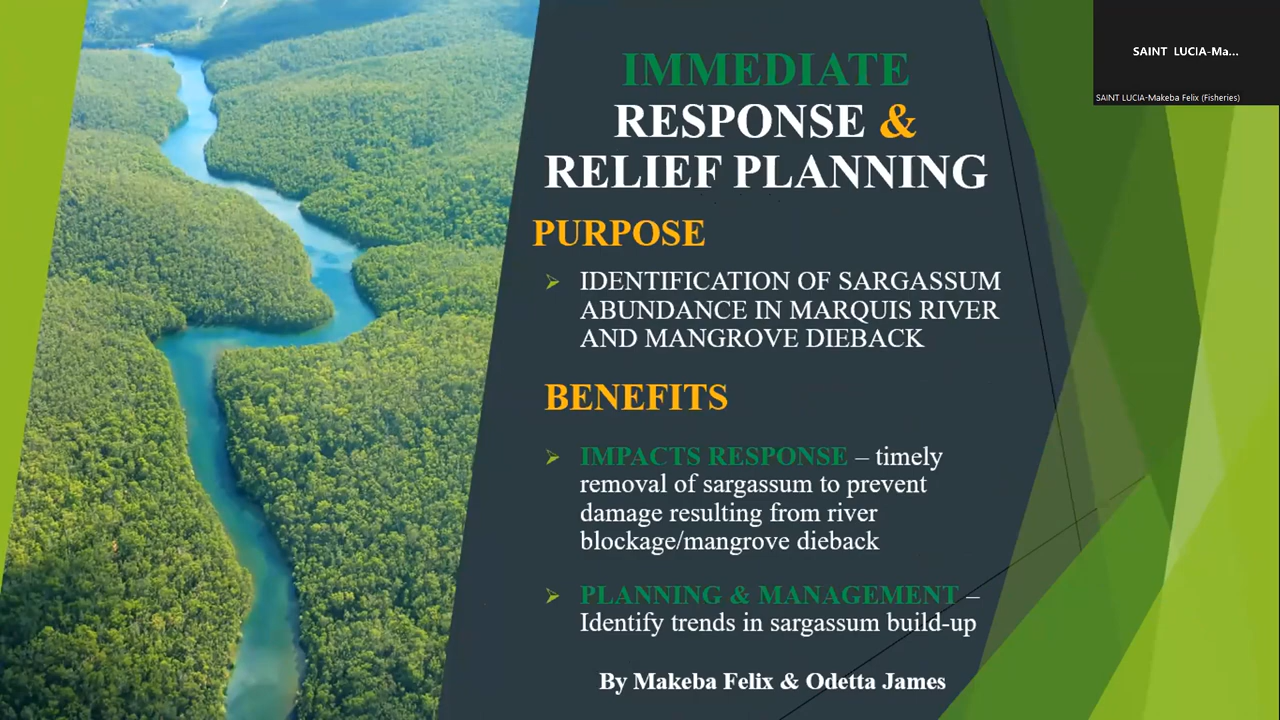 IMMEDIATE
RESPONSE &
RELIEF PLANNING
PURPOSE
IDENTIFICATION OF SARGASSUM
ABUNDANCE IN MARQUIS RIVER
AND MANGROVE DIEBACK
BENEFITS
IMPACTS RESPONSE – timely
removal of sargassum to prevent
damage resulting from river
blockage/mangrove dieback
PLANNING & MANAGEMENT –
Identify trends in sargassum build-up
By Makeba Felix & Odetta James
SAINT LUCIA-Ma...
SAINT LUCIA-Makeba Felix (Fisheries)